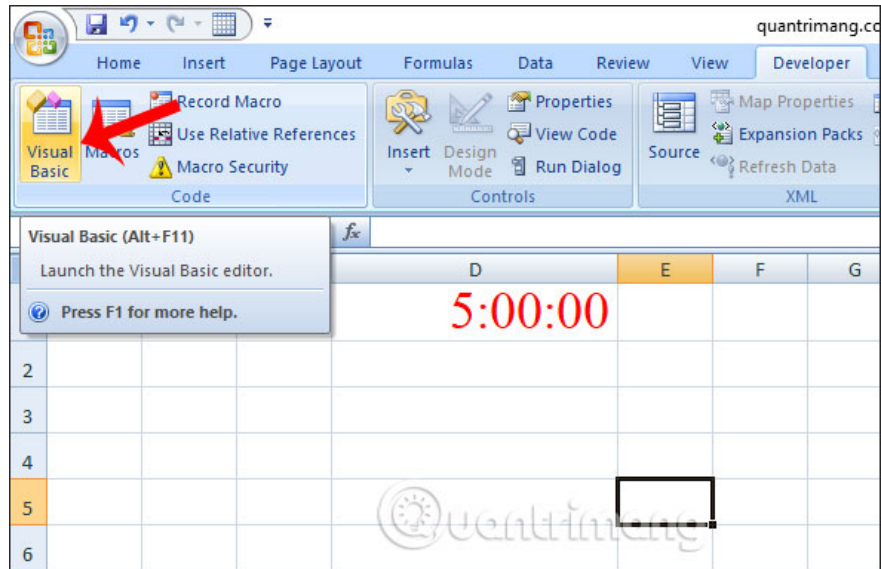 quantrimang.co
Home Insert Page Layout Formulas Data Review View Developer
Visual Basic
Macros
Record Macro
Use Relative References
Macro Security
Code
Insert
Design Mode
Properties
View Code
Run Dialog
Controls
Source
Map Properties
Expansion Packs
Refresh Data
XML
Visual Basic (Alt+F11)
Launch the Visual Basic editor.
Press F1 for more help.
fx
D E F G
5:00:00
2
3
4
5
6
Quantrimang